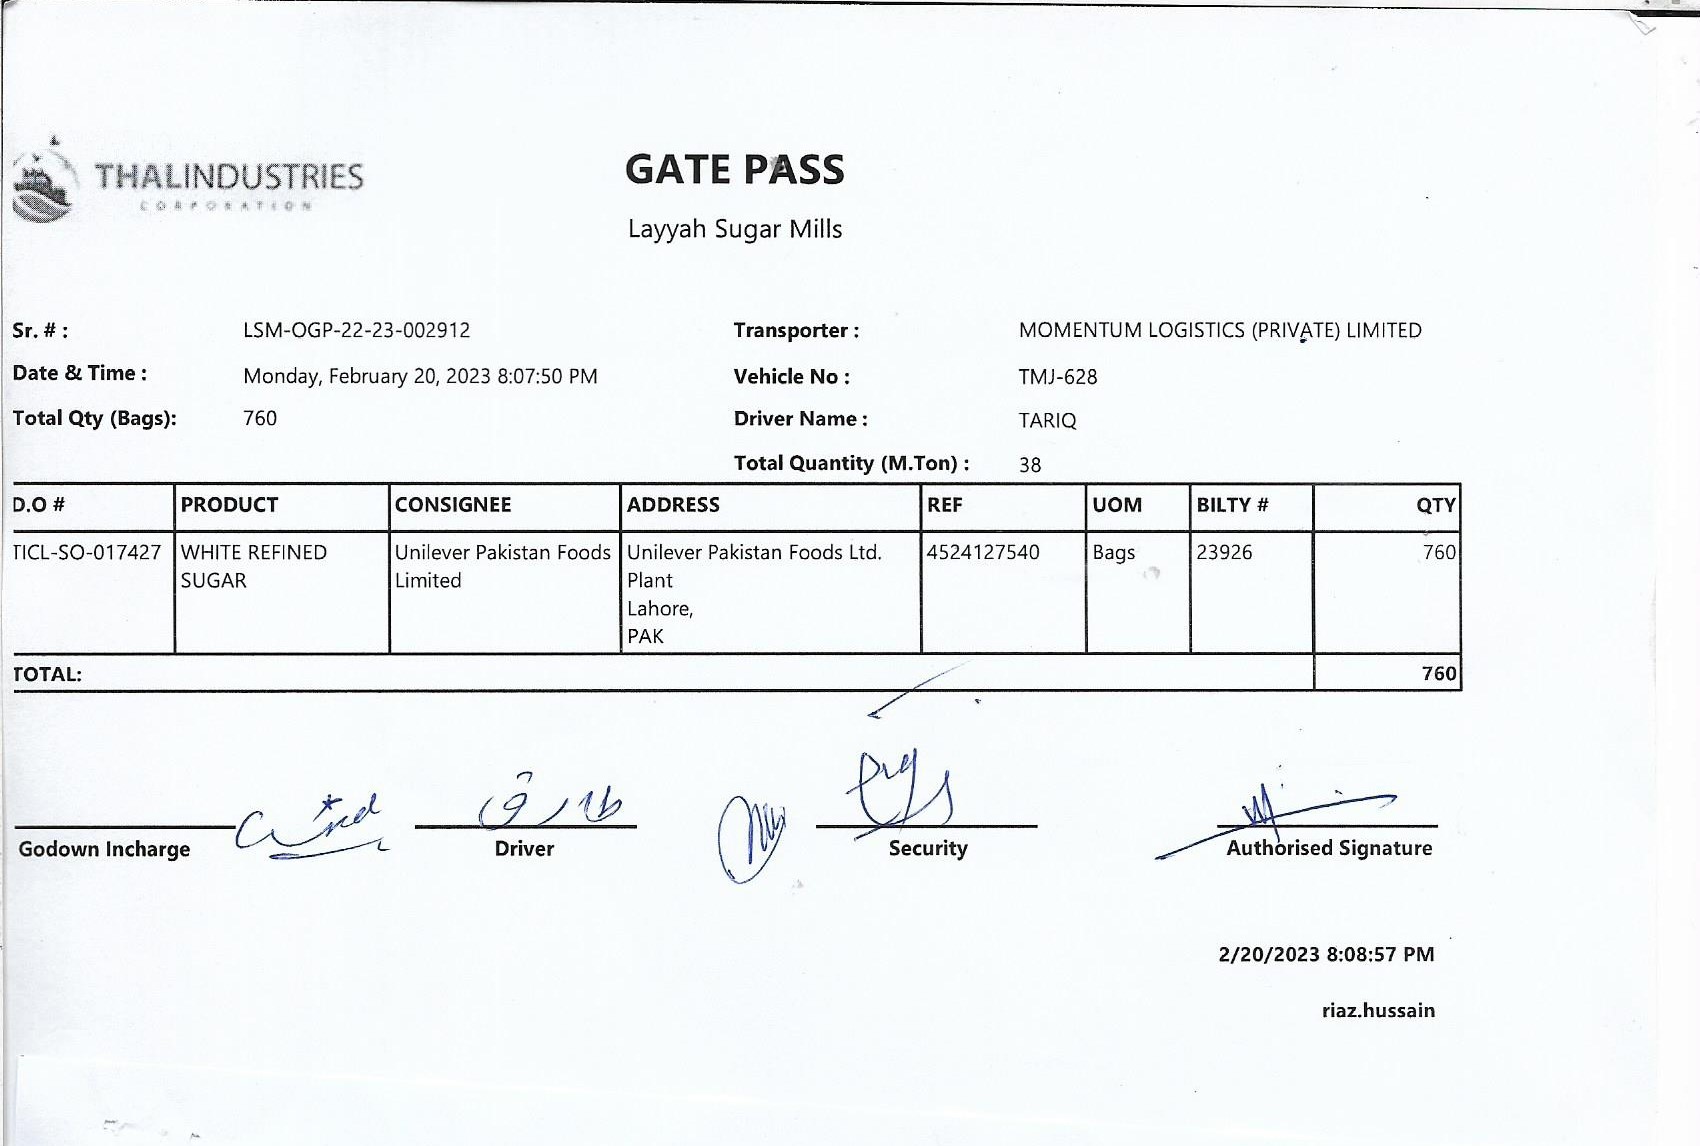 THALINDUSTRIES
CORPORATION
GATE PASS
Layyah Sugar Mills
Sr. # : LSM-OGP-22-23-002912 Transporter : MOMENTUM LOGISTICS (PRIVATE) LIMITED
Date & Time : Monday, February 20, 2023 8:07:50 PM Vehicle No : TMJ-628
Total Qty (Bags): 760 Driver Name : TARIQ
Total Quantity (M.Ton) : 38
D.O # PRODUCT CONSIGNEE ADDRESS REF UOM BILTY # QTY
TICL-SO-017427 WHITE REFINED Unilever Pakistan Foods Unilever Pakistan Foods Ltd. 4524127540 Bags 23926 760
SUGAR Limited Plant
Lahore,
PAK
TOTAL: 760
طارق
Godown Incharge Driver Security Authorised Signature
2/20/2023 8:08:57 PM
riaz.hussain